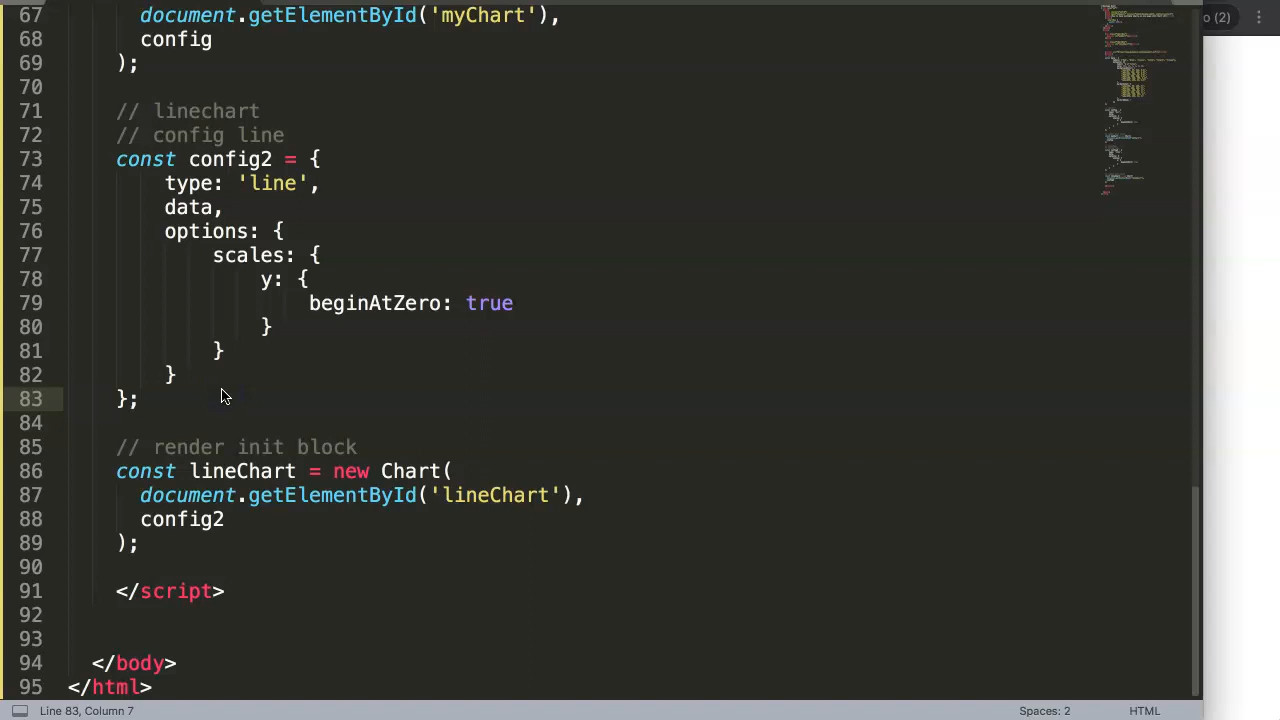 o (2)
67 document.getElementById('myChart'),
68 config
69 );
70
71 // linechart
72 // config line
73 const config2 = {
74 type: 'line',
75 data,
76 options: {
77 scales: {
78 y: {
79 beginAtZero: true
80 }
81 }
82 }
83 };
84
85 // render init block
86 const lineChart = new Chart(
87 document.getElementById('lineChart'),
88 config2
89 );
90
91 </script>
92
93
94 </body>
95 </html>
Line 83, Column 7
Spaces: 2
HTML